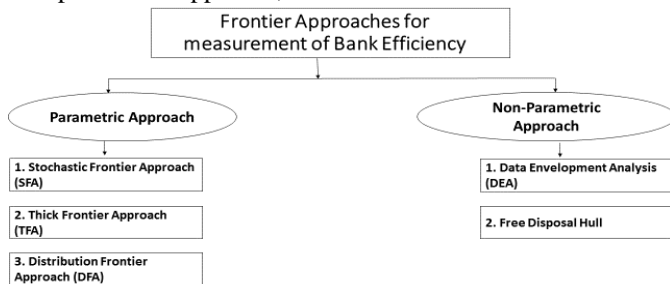 Frontier Approaches for
measurement of Bank Efficiency
Parametric Approach
Non-Parametric
Approach
1. Stochastic Frontier Approach
(SFA)
2. Thick Frontier Approach
(TFA)
3. Distribution Frontier
Approach (DFA)
1. Data Envelopment Analysis
(DEA)
2. Free Disposal Hull